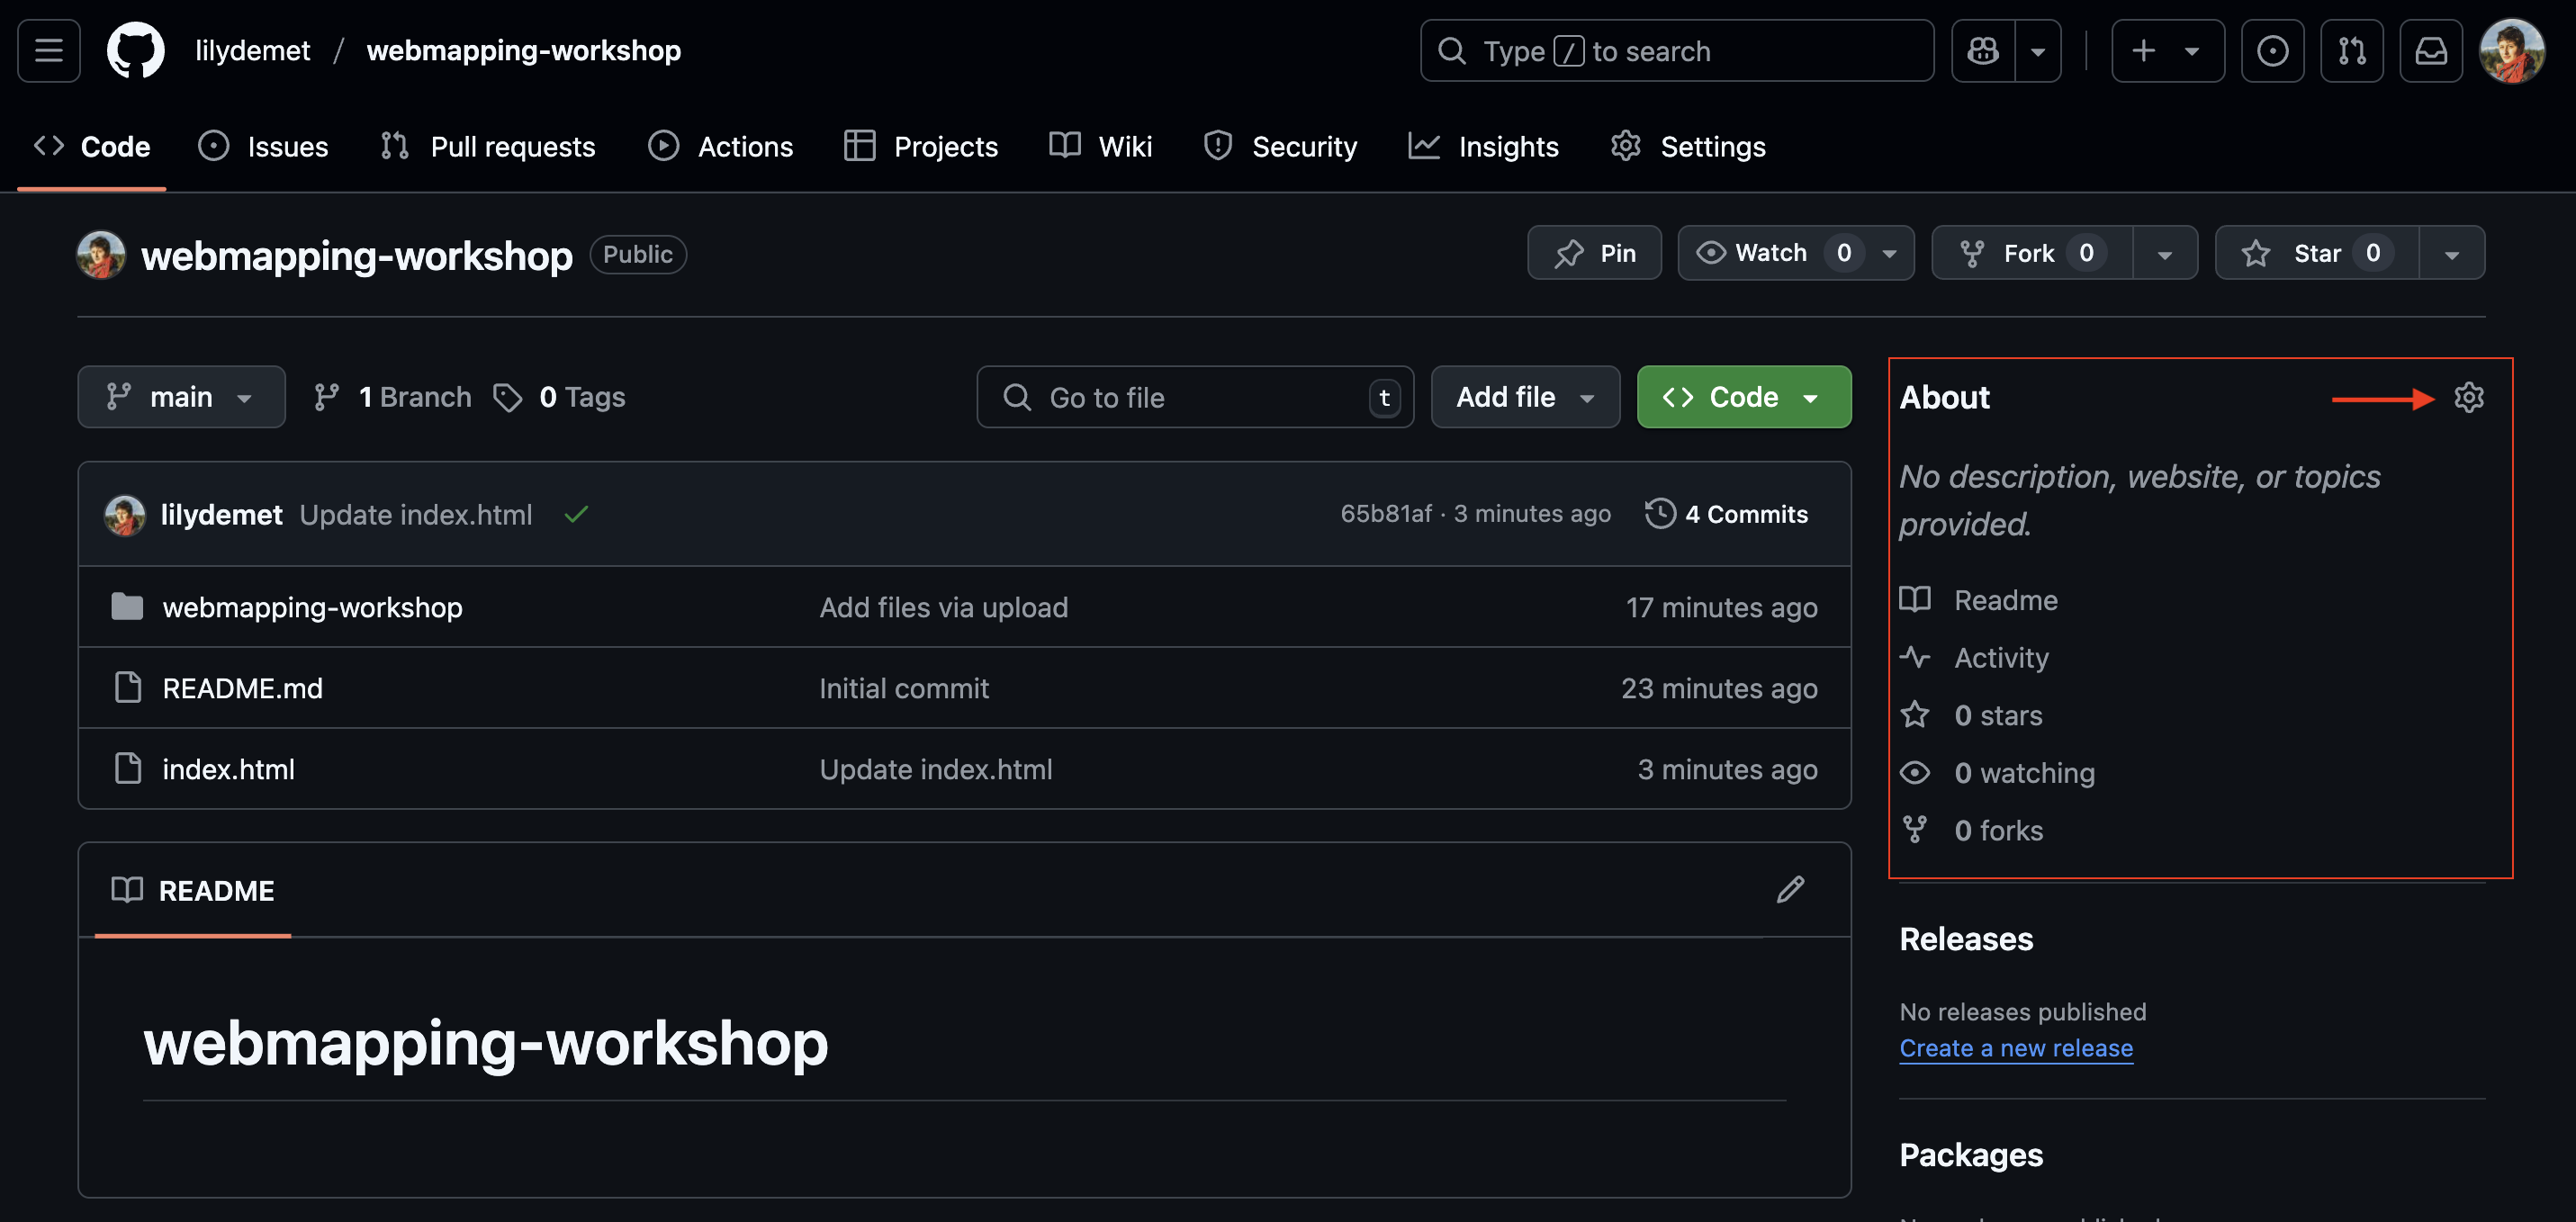 lilydemet / webmapping-workshop
Type / to search
Code Issues Pull requests Actions Projects Wiki Security Insights Settings
webmapping-workshop Public
Pin Watch 0 Fork 0 Star 0
main 1 Branch 0 Tags Go to file t Add file Code
lilydemet Update index.html 65b81af · 3 minutes ago 4 Commits
webmapping-workshop Add files via upload 17 minutes ago
README.md Initial commit 23 minutes ago
index.html Update index.html 3 minutes ago
README
webmapping-workshop
About
No description, website, or topics
provided.
Readme
Activity
0 stars
0 watching
0 forks
Releases
No releases published
Create a new release
Packages